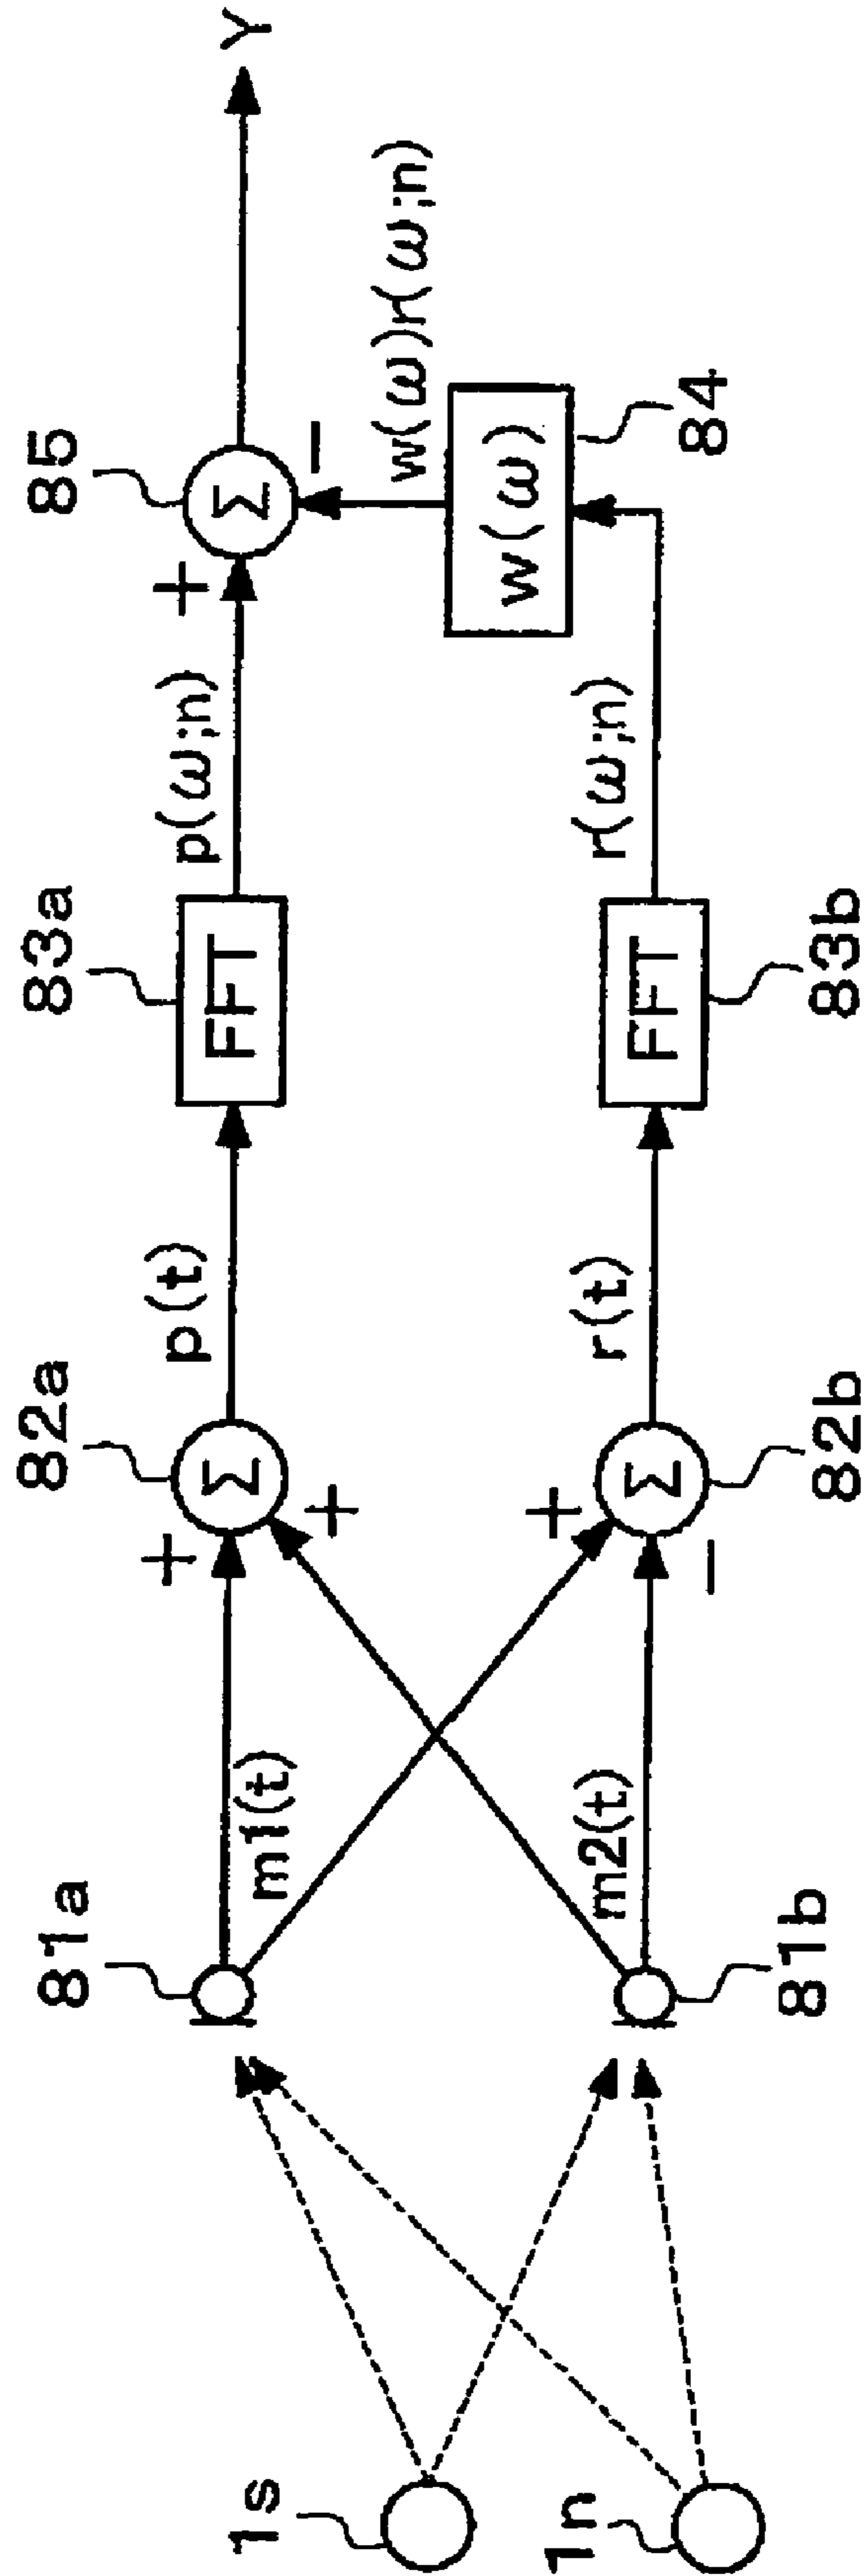 1s
1n
81a
81b
m1(t)
m2(t)
+
+
+
−
Σ
Σ
82a
82b
p(t)
r(t)
83a
FFT
83b
FFT
p(ω;n)
r(ω;n)
+
−
85
Σ
w(ω)
84
w(ω)r(ω;n)
Y